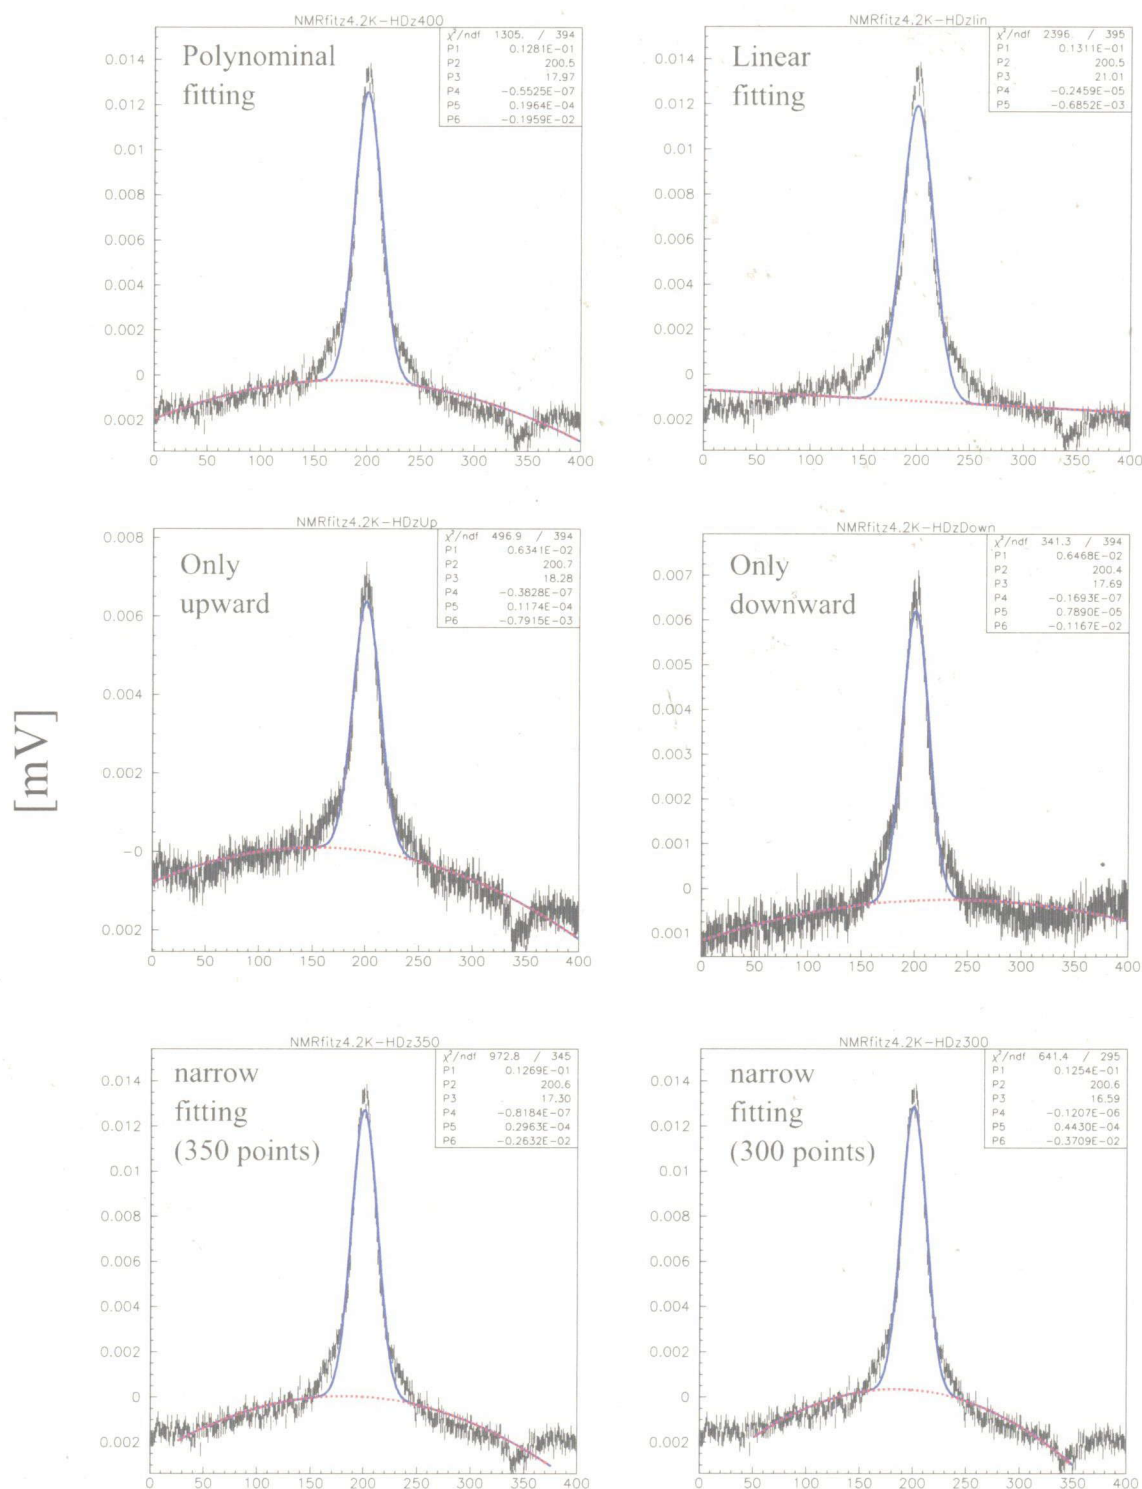 NMRfitz4.2K-HDz400
χ²/ndf 1305. / 394
P1 0.1281E-01
P2 200.5
P3 17.97
P4 -0.5525E-07
P5 0.1964E-04
P6 -0.1959E-02
Polynominal
fitting
0.014
0.012
0.01
0.008
0.006
0.004
0.002
0
0.002
0 50 100 150 200 250 300 350 400
NMRfitz4.2K-HDzlin
χ²/ndf 2396. / 395
P1 0.1311E-01
P2 200.5
P3 21.01
P4 -0.2459E-05
P5 -0.6852E-03
Linear
fitting
0.014
0.012
0.01
0.008
0.006
0.004
0.002
0
0.002
0 50 100 150 200 250 300 350 400
NMRfitz4.2K-HDzUp
χ²/ndf 496.9 / 394
P1 0.6341E-02
P2 200.7
P3 18.28
P4 -0.3828E-07
P5 0.1174E-04
P6 -0.7915E-03
Only
upward
0.008
0.006
0.004
0.002
-0
0.002
0 50 100 150 200 250 300 350 400
NMRfitz4.2K-HDzDown
χ²/ndf 341.3 / 394
P1 0.6468E-02
P2 200.4
P3 17.69
P4 -0.1693E-07
P5 0.7890E-05
P6 -0.1167E-02
Only
downward
0.007
0.006
0.005
0.004
0.003
0.002
0.001
0
0.001
0 50 100 150 200 250 300 350 400
[mV]
NMRfitz4.2K-HDz350
χ²/ndf 972.8 / 345
P1 0.1269E-01
P2 200.6
P3 17.30
P4 -0.8184E-07
P5 0.2963E-04
P6 -0.2632E-02
narrow
fitting
(350 points)
0.014
0.012
0.01
0.008
0.006
0.004
0.002
0
0.002
0 50 100 150 200 250 300 350 400
NMRfitz4.2K-HDz300
χ²/ndf 641.4 / 295
P1 0.1254E-01
P2 200.6
P3 16.59
P4 -0.1207E-06
P5 0.4430E-04
P6 -0.3709E-02
narrow
fitting
(300 points)
0.014
0.012
0.01
0.008
0.006
0.004
0.002
0
0.002
0 50 100 150 200 250 300 350 400